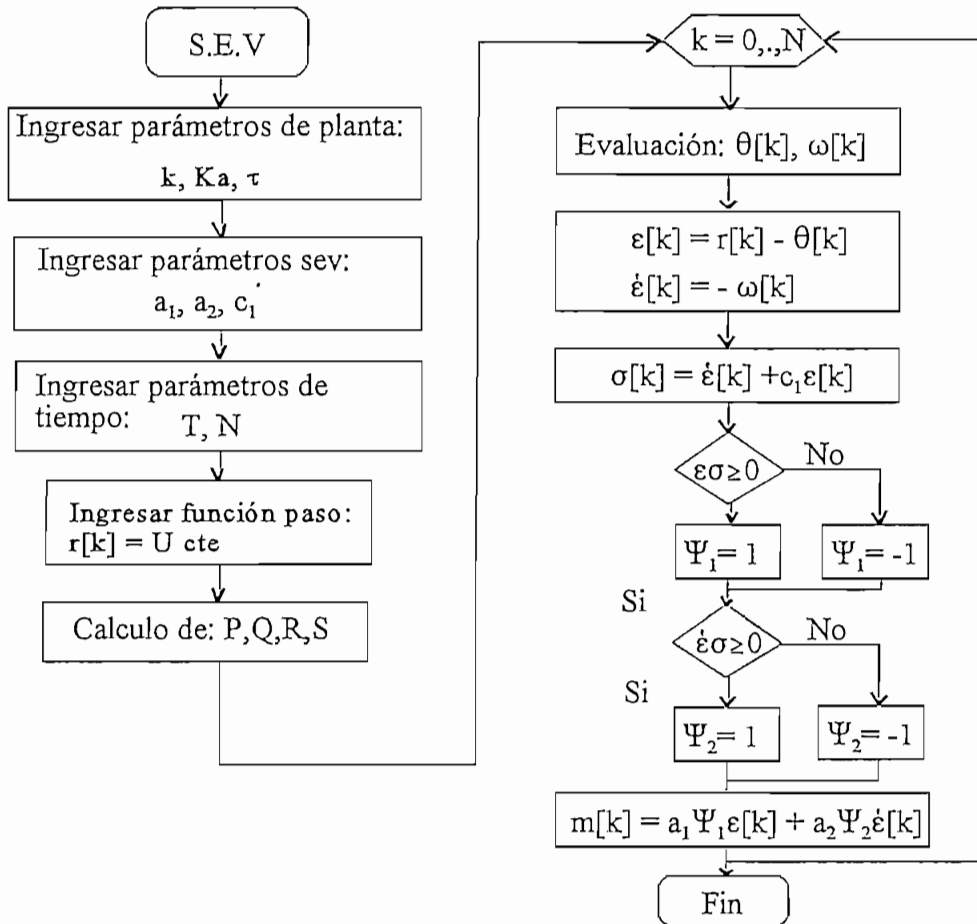 S.E.V
Ingresar parámetros de planta:
k, Ka, τ
Ingresar parámetros sev:
a₁, a₂, c₁
Ingresar parámetros de
tiempo: T, N
Ingresar función paso:
r[k] = U cte
Calculo de: P,Q,R,S
k = 0,.,N
Evaluación: θ[k], ω[k]
ε[k] = r[k] - θ[k]
ε̇[k] = - ω[k]
σ[k] = ε̇[k] +c₁ε[k]
εσ≥0
No
Ψ₁= 1
Ψ₁= -1
Si
ε̇σ≥0
No
Si
Ψ₂= 1
Ψ₂= -1
m[k] = a₁Ψ₁ε[k] + a₂Ψ₂ε̇[k]
Fin